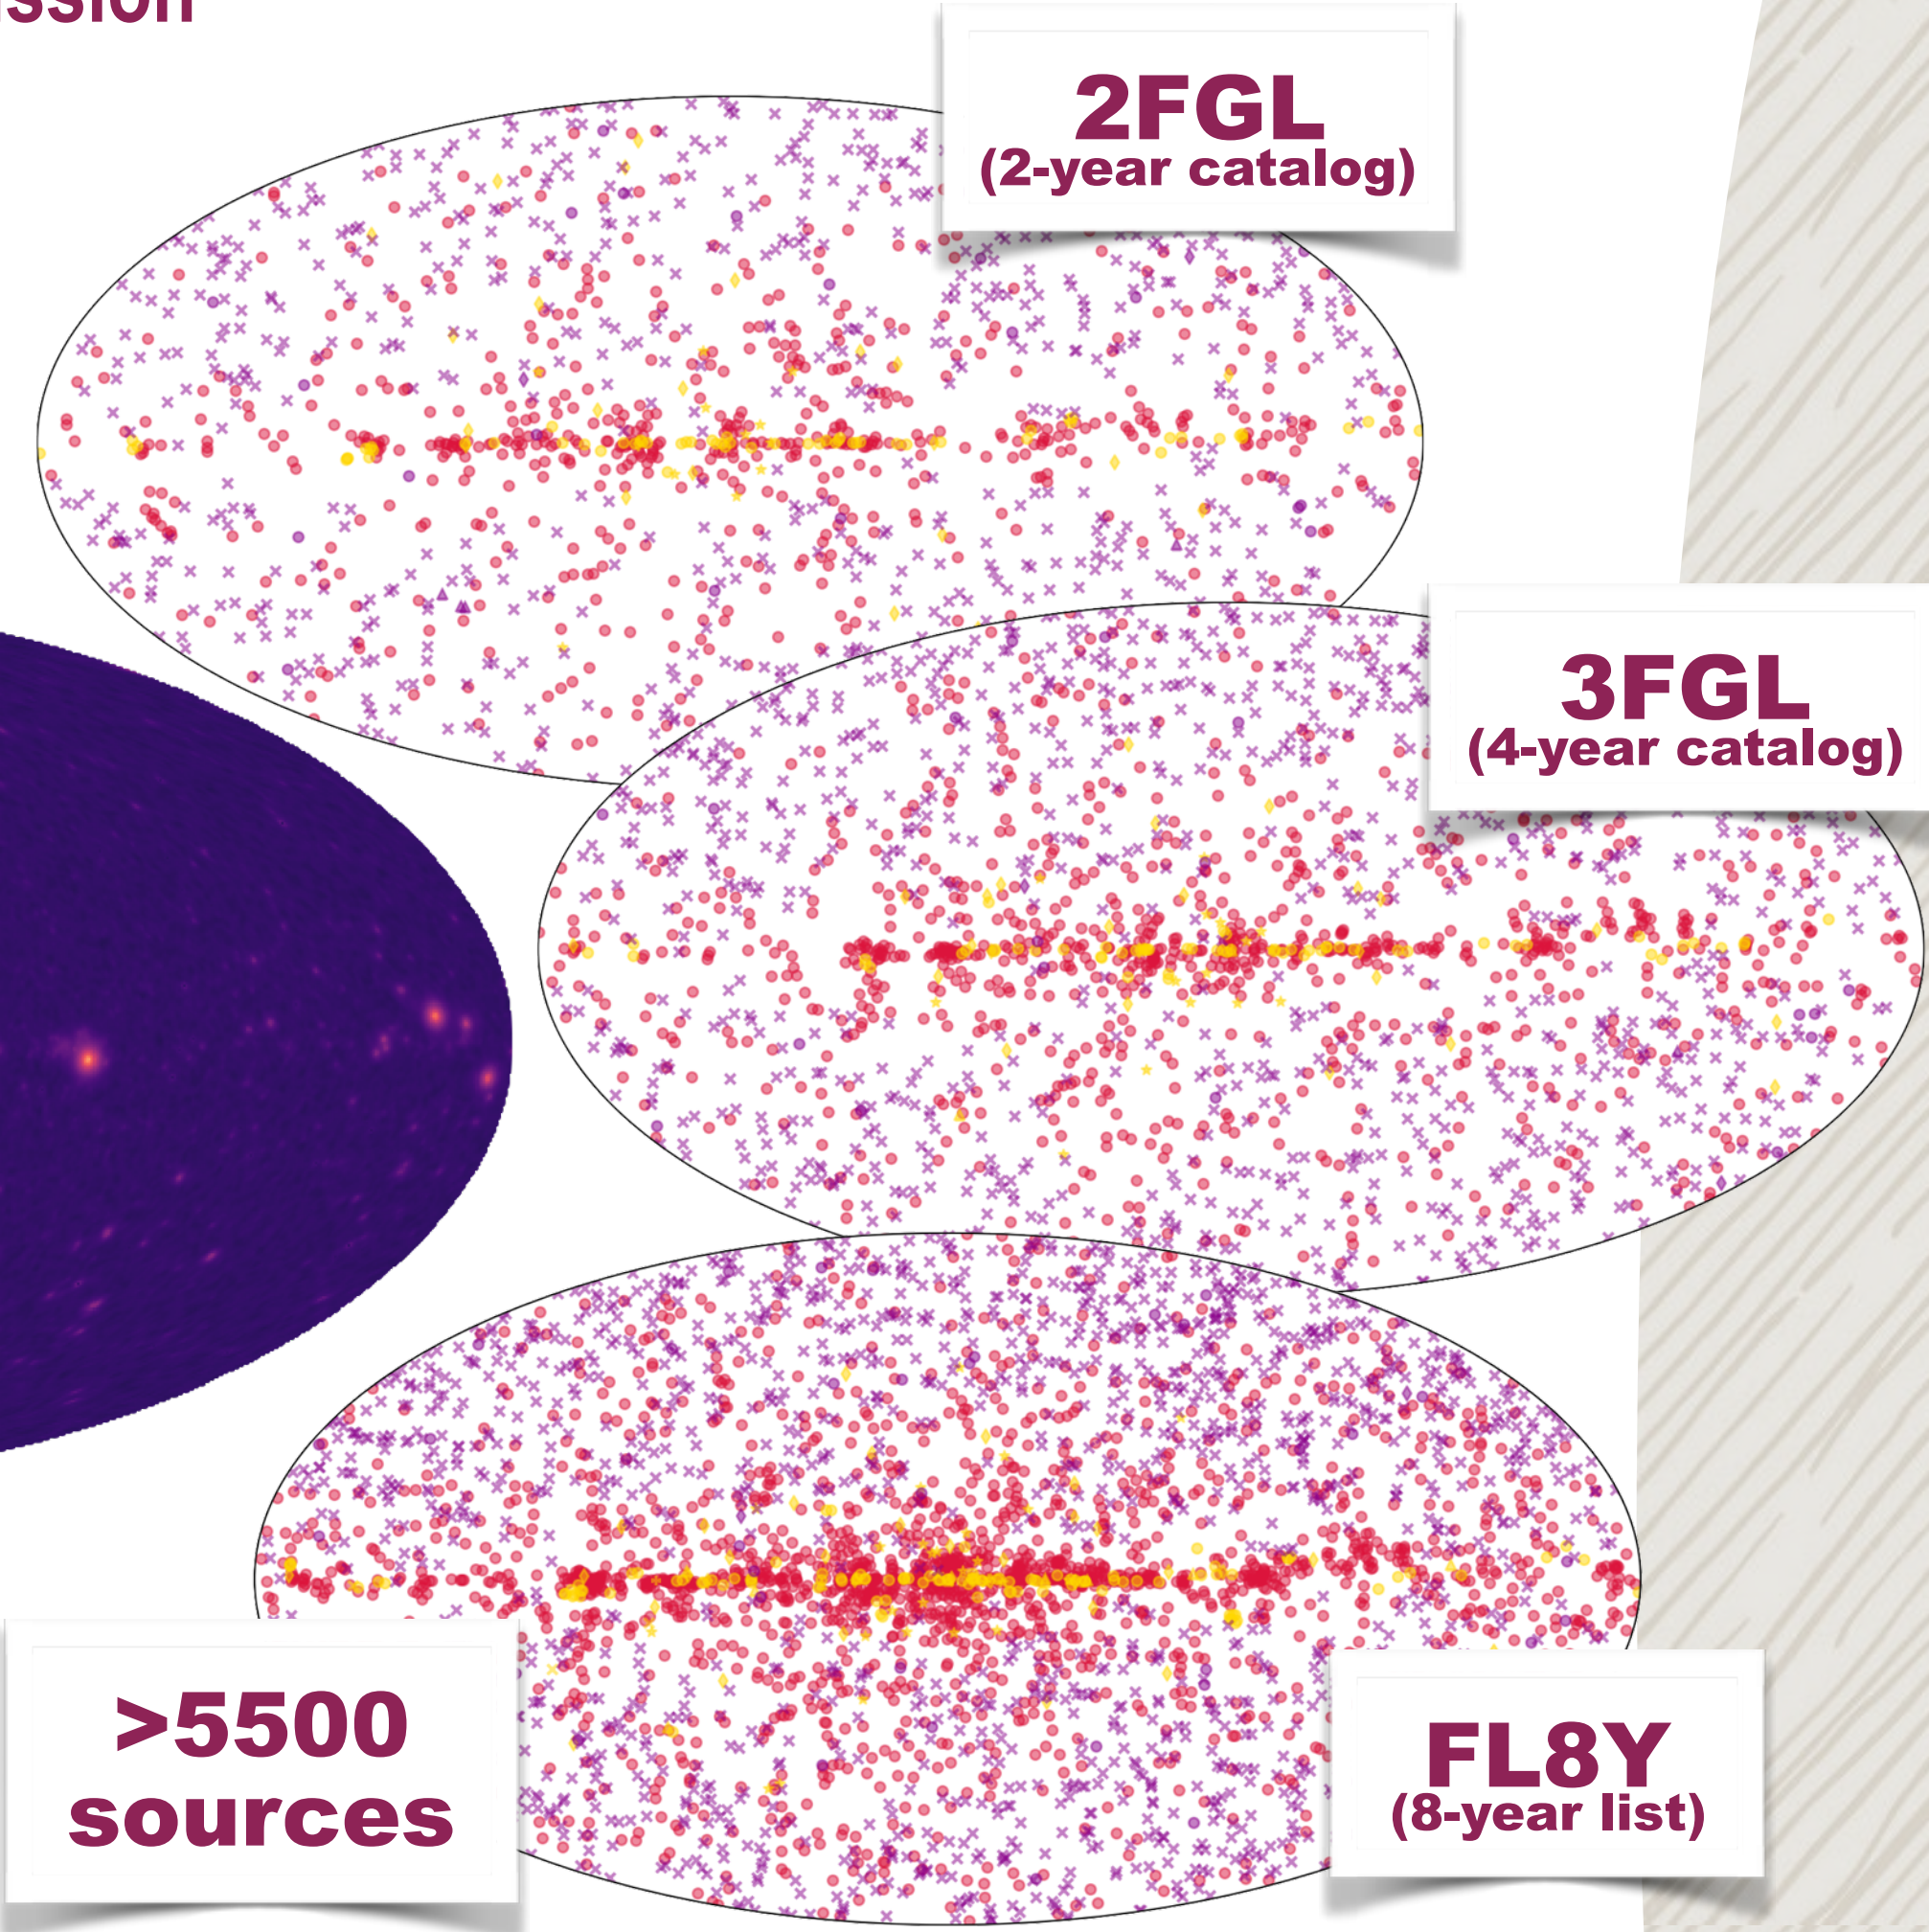 2FGL
(2-year catalog)
3FGL
(4-year catalog)
>5500
sources
FL8Y
(8-year list)